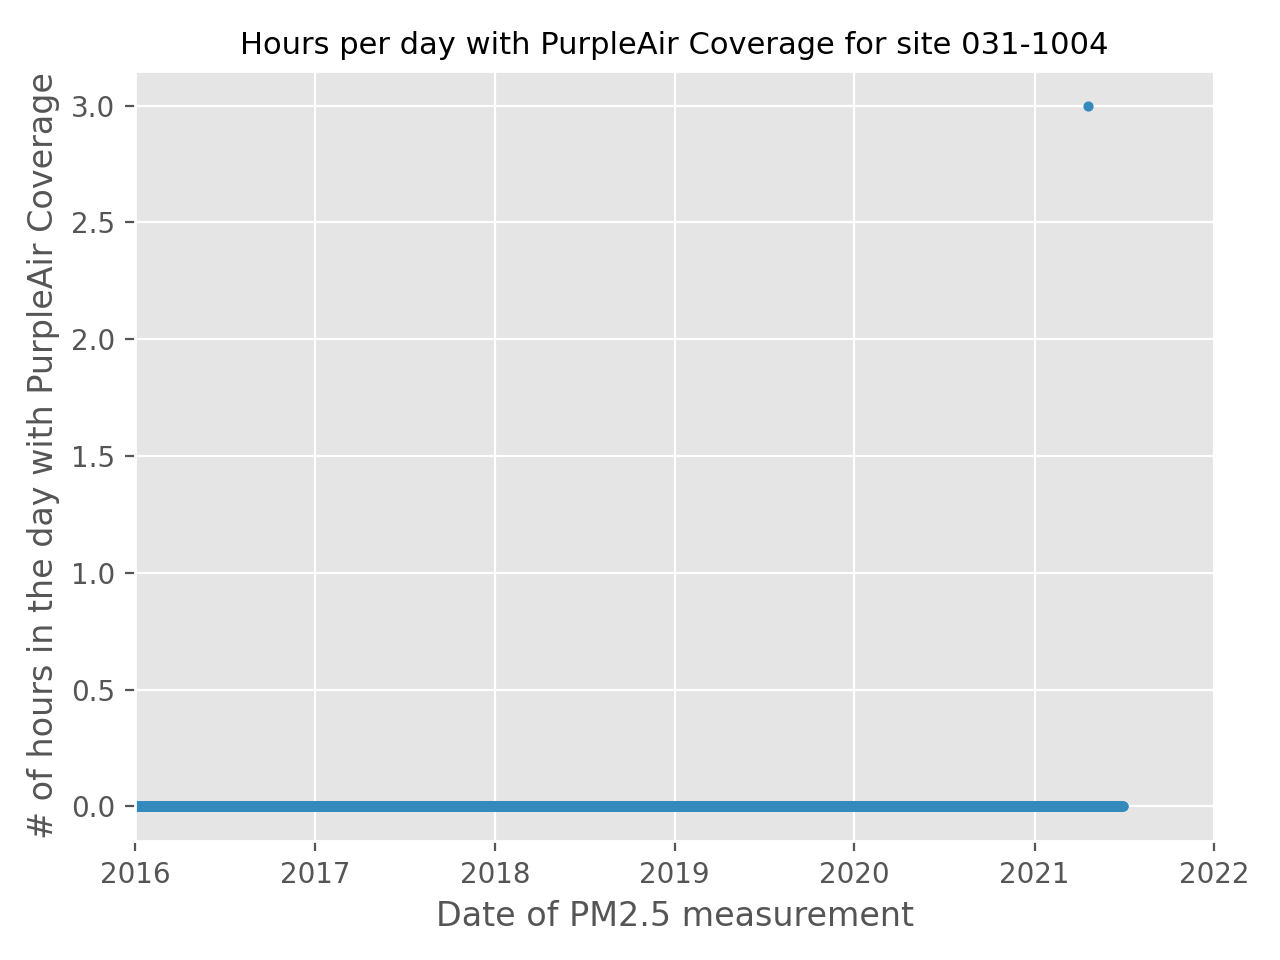 Hours per day with PurpleAir Coverage for site 031-1004
# of hours in the day with PurpleAir Coverage
3.0
2.5
2.0
1.5
1.0
0.5
0.0
2016 2017 2018 2019 2020 2021 2022
Date of PM2.5 measurement